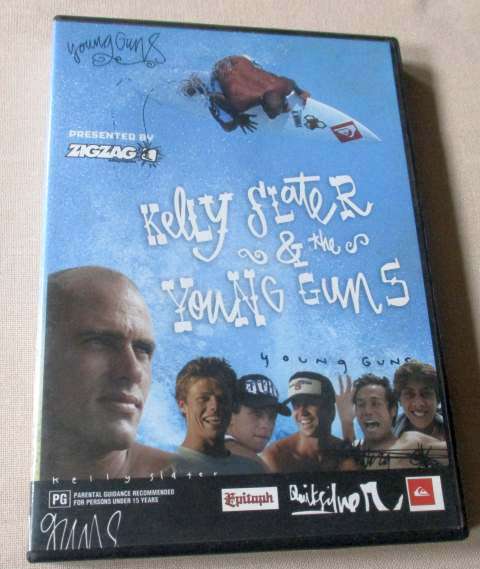 young guns
PRESENTED BY
ZIGZAG
Kelly Slater
& the
Young Guns
young guns
kelly slater
PG PARENTAL GUIDANCE RECOMMENDED
FOR PERSONS UNDER 15 YEARS
Epitaph
Quiksilver
guns